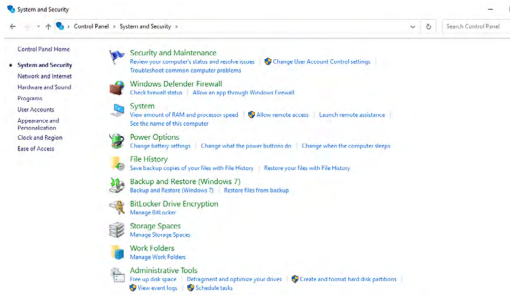 System and Security
Control Panel > System and Security >
Search Control Panel
Control Panel Home
System and Security
Network and Internet
Hardware and Sound
Programs
User Accounts
Appearance and
Personalization
Clock and Region
Ease of Access
Security and Maintenance
Review your computer's status and resolve issues | Change User Account Control settings |
Troubleshoot common computer problems
Windows Defender Firewall
Check firewall status | Allow an app through Windows Firewall
System
View amount of RAM and processor speed | Allow remote access | Launch remote assistance |
See the name of this computer
Power Options
Change battery settings | Change what the power buttons do | Change when the computer sleeps
File History
Save backup copies of your files with File History | Restore your files with File History
Backup and Restore (Windows 7)
Backup and Restore (Windows 7) | Restore files from backup
BitLocker Drive Encryption
Manage BitLocker
Storage Spaces
Manage Storage Spaces
Work Folders
Manage Work Folders
Administrative Tools
Free up disk space | Defragment and optimize your drives | Create and format hard disk partitions |
View event logs | Schedule tasks